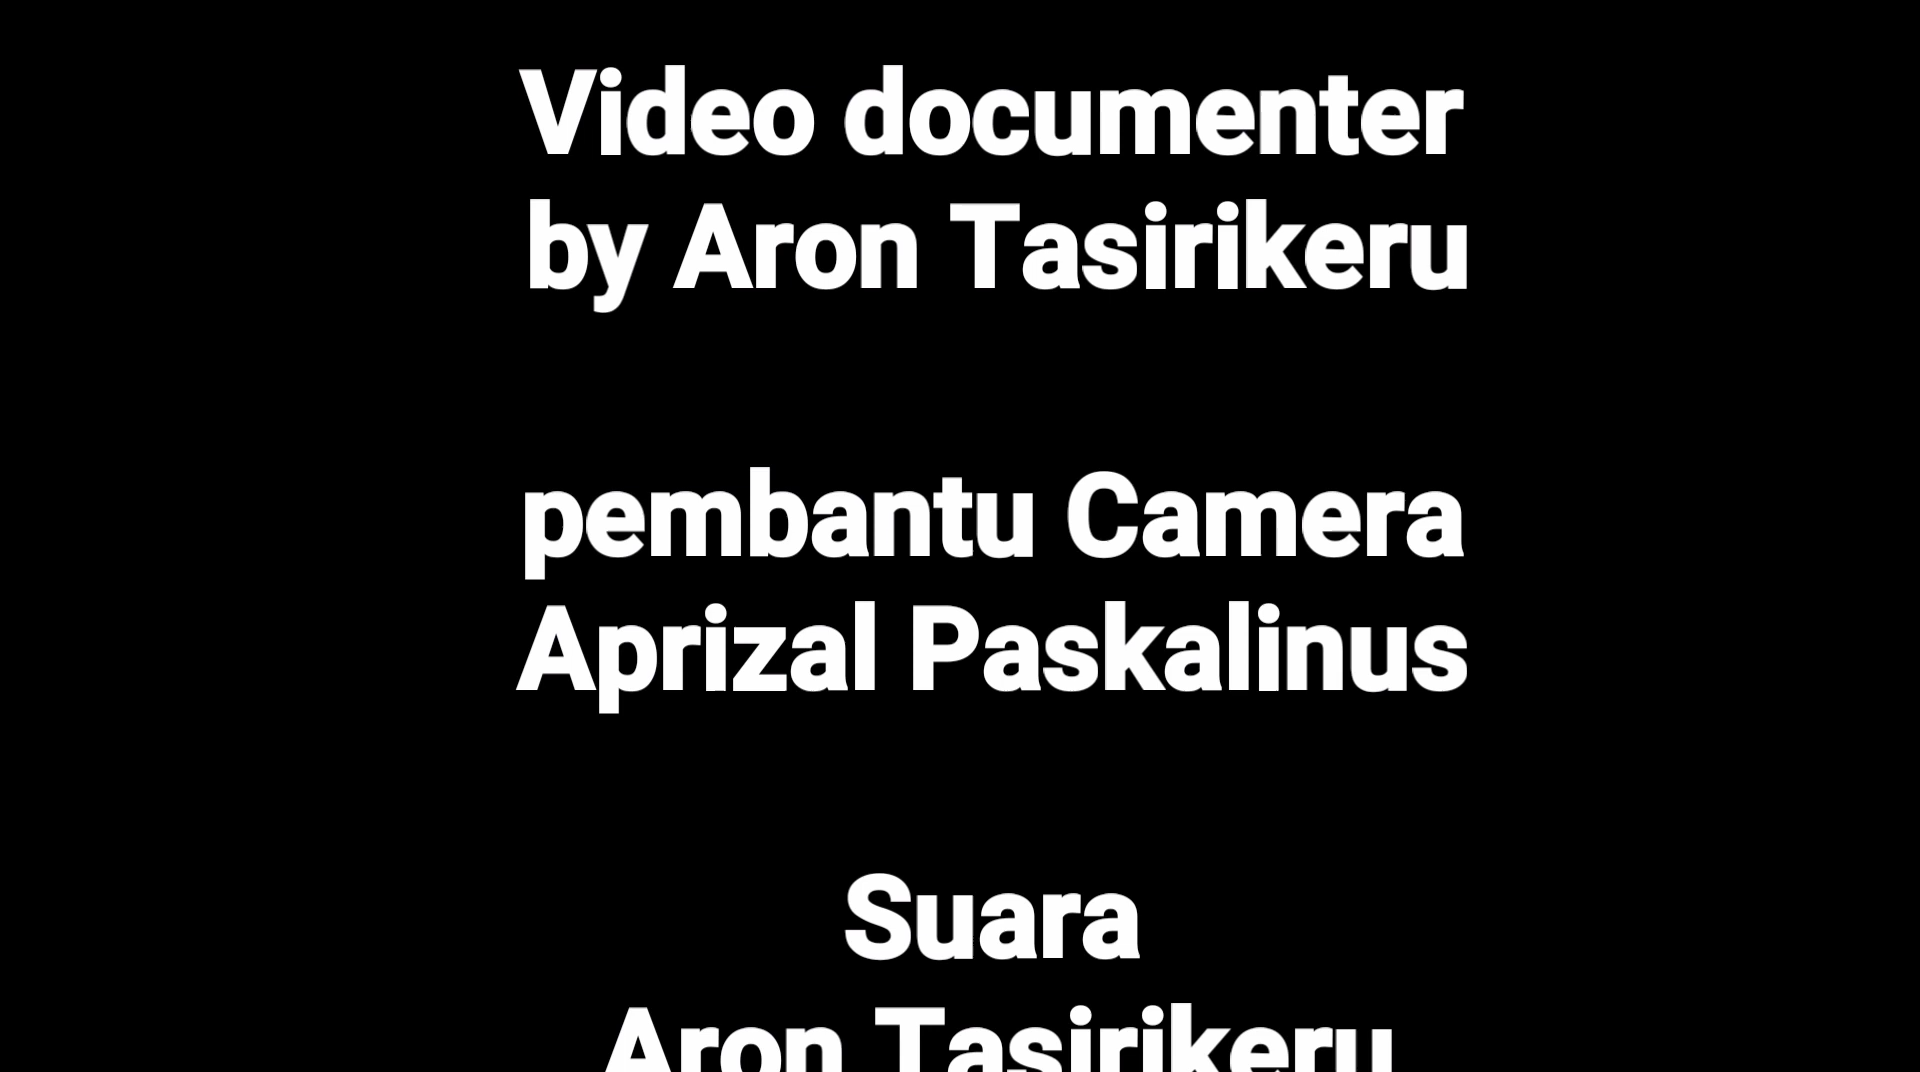 Video documenter
by Aron Tasirikeru
pembantu Camera
Aprizal Paskalinus
Suara
Aron Tasirikeru